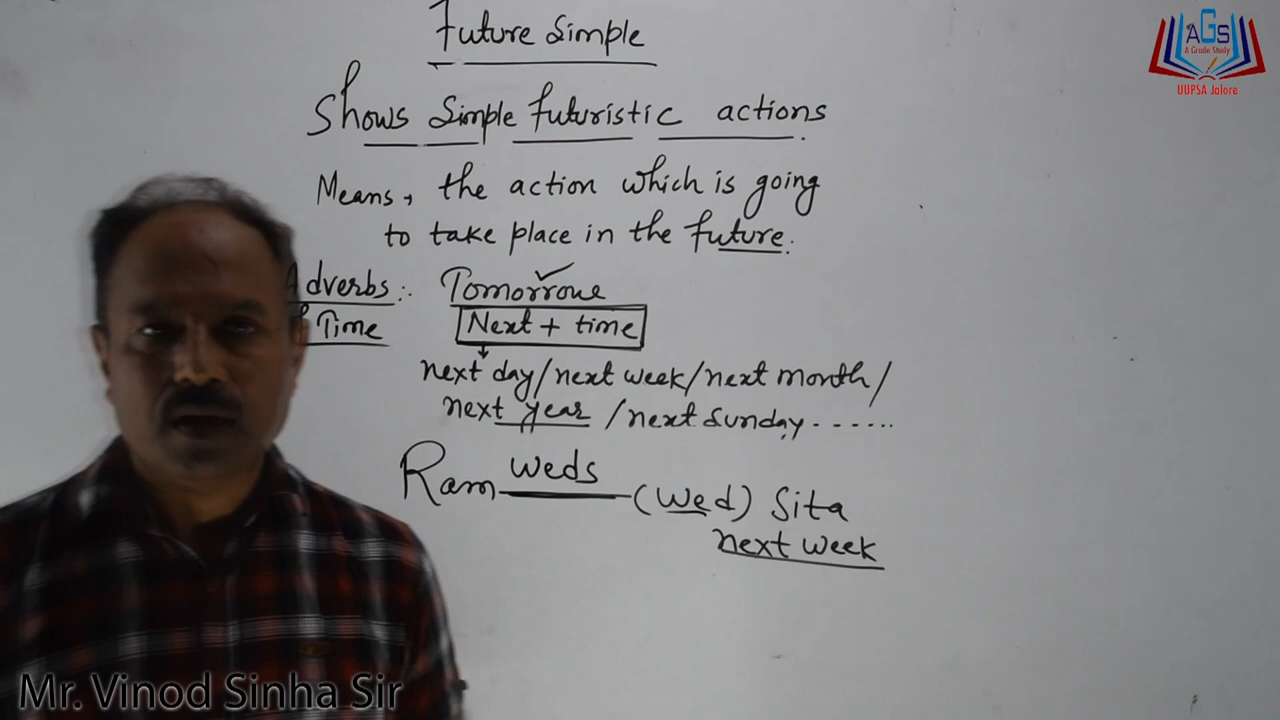 Future Simple
Shows Simple futuristic actions
Means, the action which is going
to take place in the future.
Adverbs :. Tomorrow
Time Next + time
next day/next week/next month/
next year /next Sunday - - - - - -
Ram weds (wed) Sita
next week
AGS
A Grade Study
UUPSA Jalore
Mr. Vinod Sinha Sir